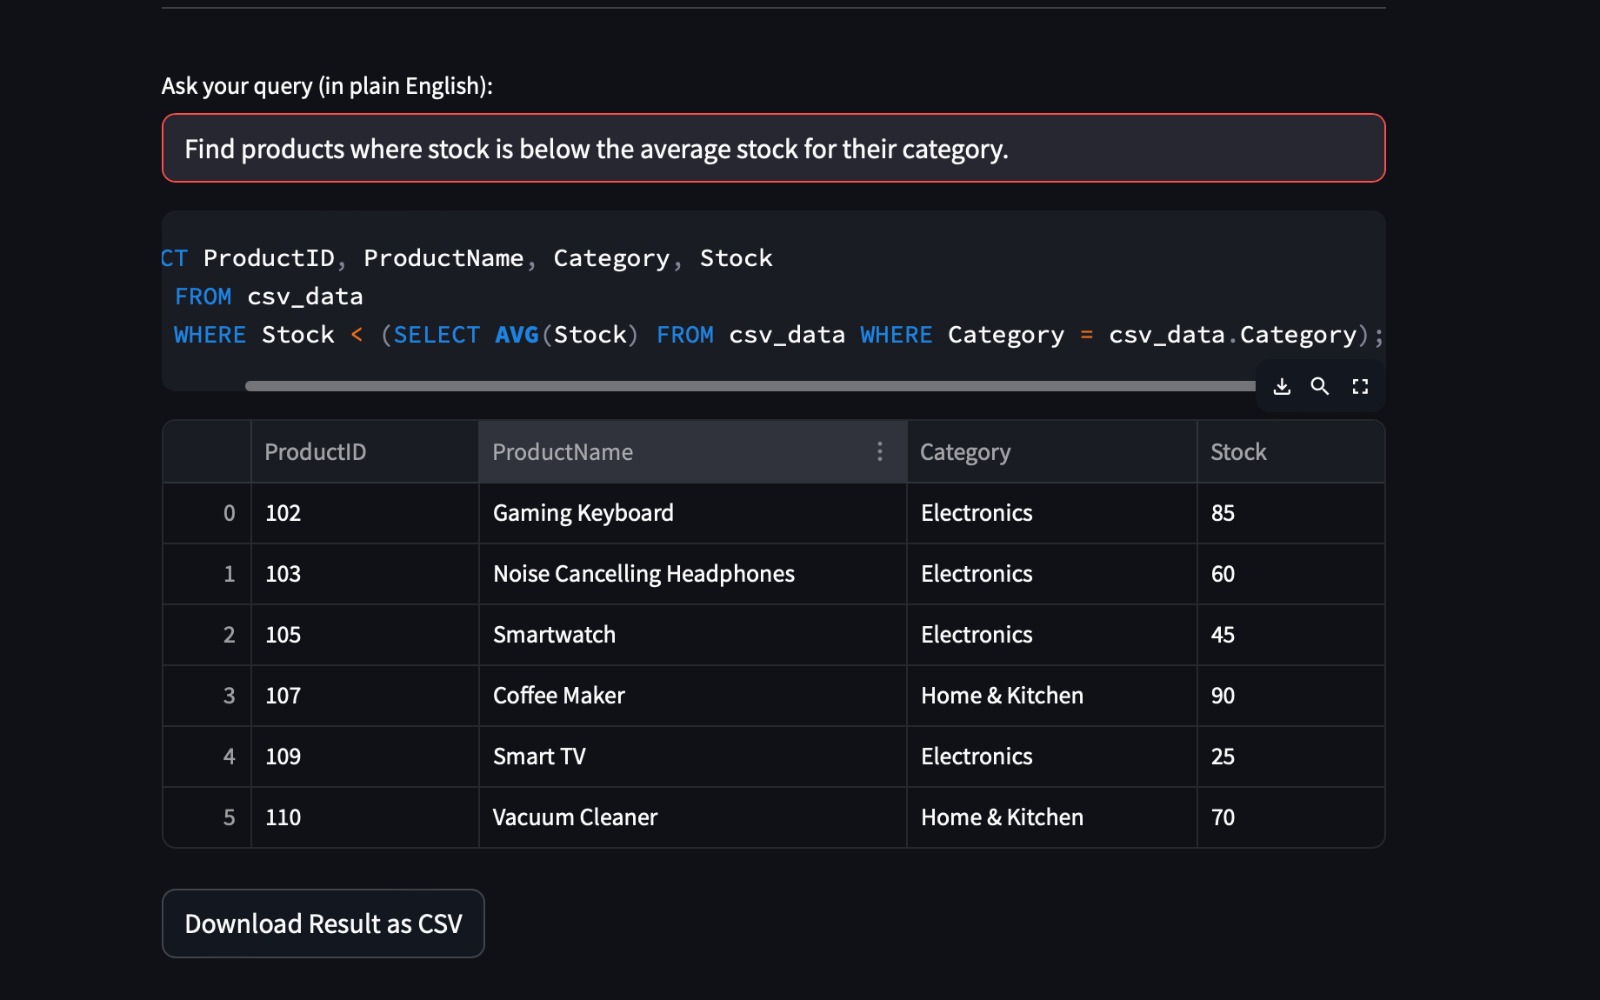 Ask your query (in plain English):
Find products where stock is below the average stock for their category.
CT ProductID, ProductName, Category, Stock
FROM csv_data
WHERE Stock < (SELECT AVG(Stock) FROM csv_data WHERE Category = csv_data.Category);
ProductID ProductName Category Stock
0 102 Gaming Keyboard Electronics 85
1 103 Noise Cancelling Headphones Electronics 60
2 105 Smartwatch Electronics 45
3 107 Coffee Maker Home & Kitchen 90
4 109 Smart TV Electronics 25
5 110 Vacuum Cleaner Home & Kitchen 70
Download Result as CSV